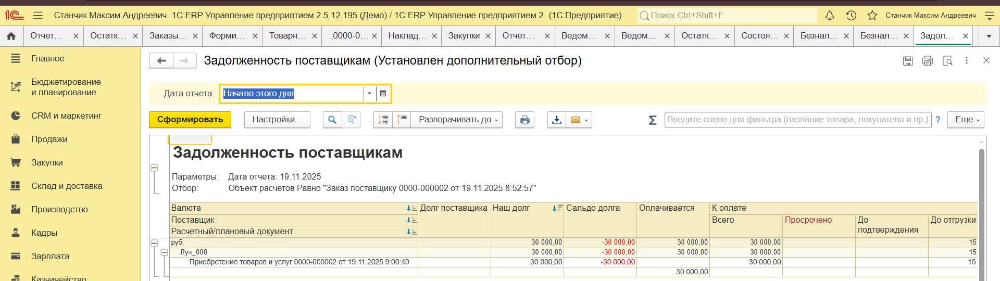 Станчик Максим Андреевич. 1С:ERP Управление предприятием 2.5.12.195 (Демо) / 1С:ERP Управление предприятием 2 (1С:Предприятие)
Поиск Ctrl+Shift+F
Станчик Максим Андреевич
Отчет... Остатк... Заказы... Форми... Товарн... ..0000-0... Наклад... Закупки Отчет... Ведом... Ведом... Остатк... Состоя... Безнал... Безнал... Задол...
Главное
Бюджетирование
и планирование
CRM и маркетинг
Продажи
Закупки
Склад и доставка
Производство
Кадры
Зарплата
Казначейство
Задолженность поставщикам (Установлен дополнительный отбор)
Дата отчета: Начало этого дня
Сформировать Настройки... Разворачивать до Σ Введите слово для фильтра (название товара, покупателя и пр.) ? Еще
Задолженность поставщикам
Параметры: Дата отчета: 19.11.2025
Отбор: Объект расчетов Равно "Заказ поставщику 0000-000002 от 19.11.2025 8:52:57"
Валюта Долг поставщика Наш долг Сальдо долга Оплачивается К оплате
Поставщик Всего Просрочено До подтверждения До отгрузки
Расчетный/плановый документ
руб. 30 000,00 -30 000,00 30 000,00 30 000,00 15
Луч_000 30 000,00 -30 000,00 30 000,00 30 000,00 15
Приобретение товаров и услуг 0000-000002 от 19.11.2025 9:00:40 30 000,00 -30 000,00 30 000,00 15
30 000,00